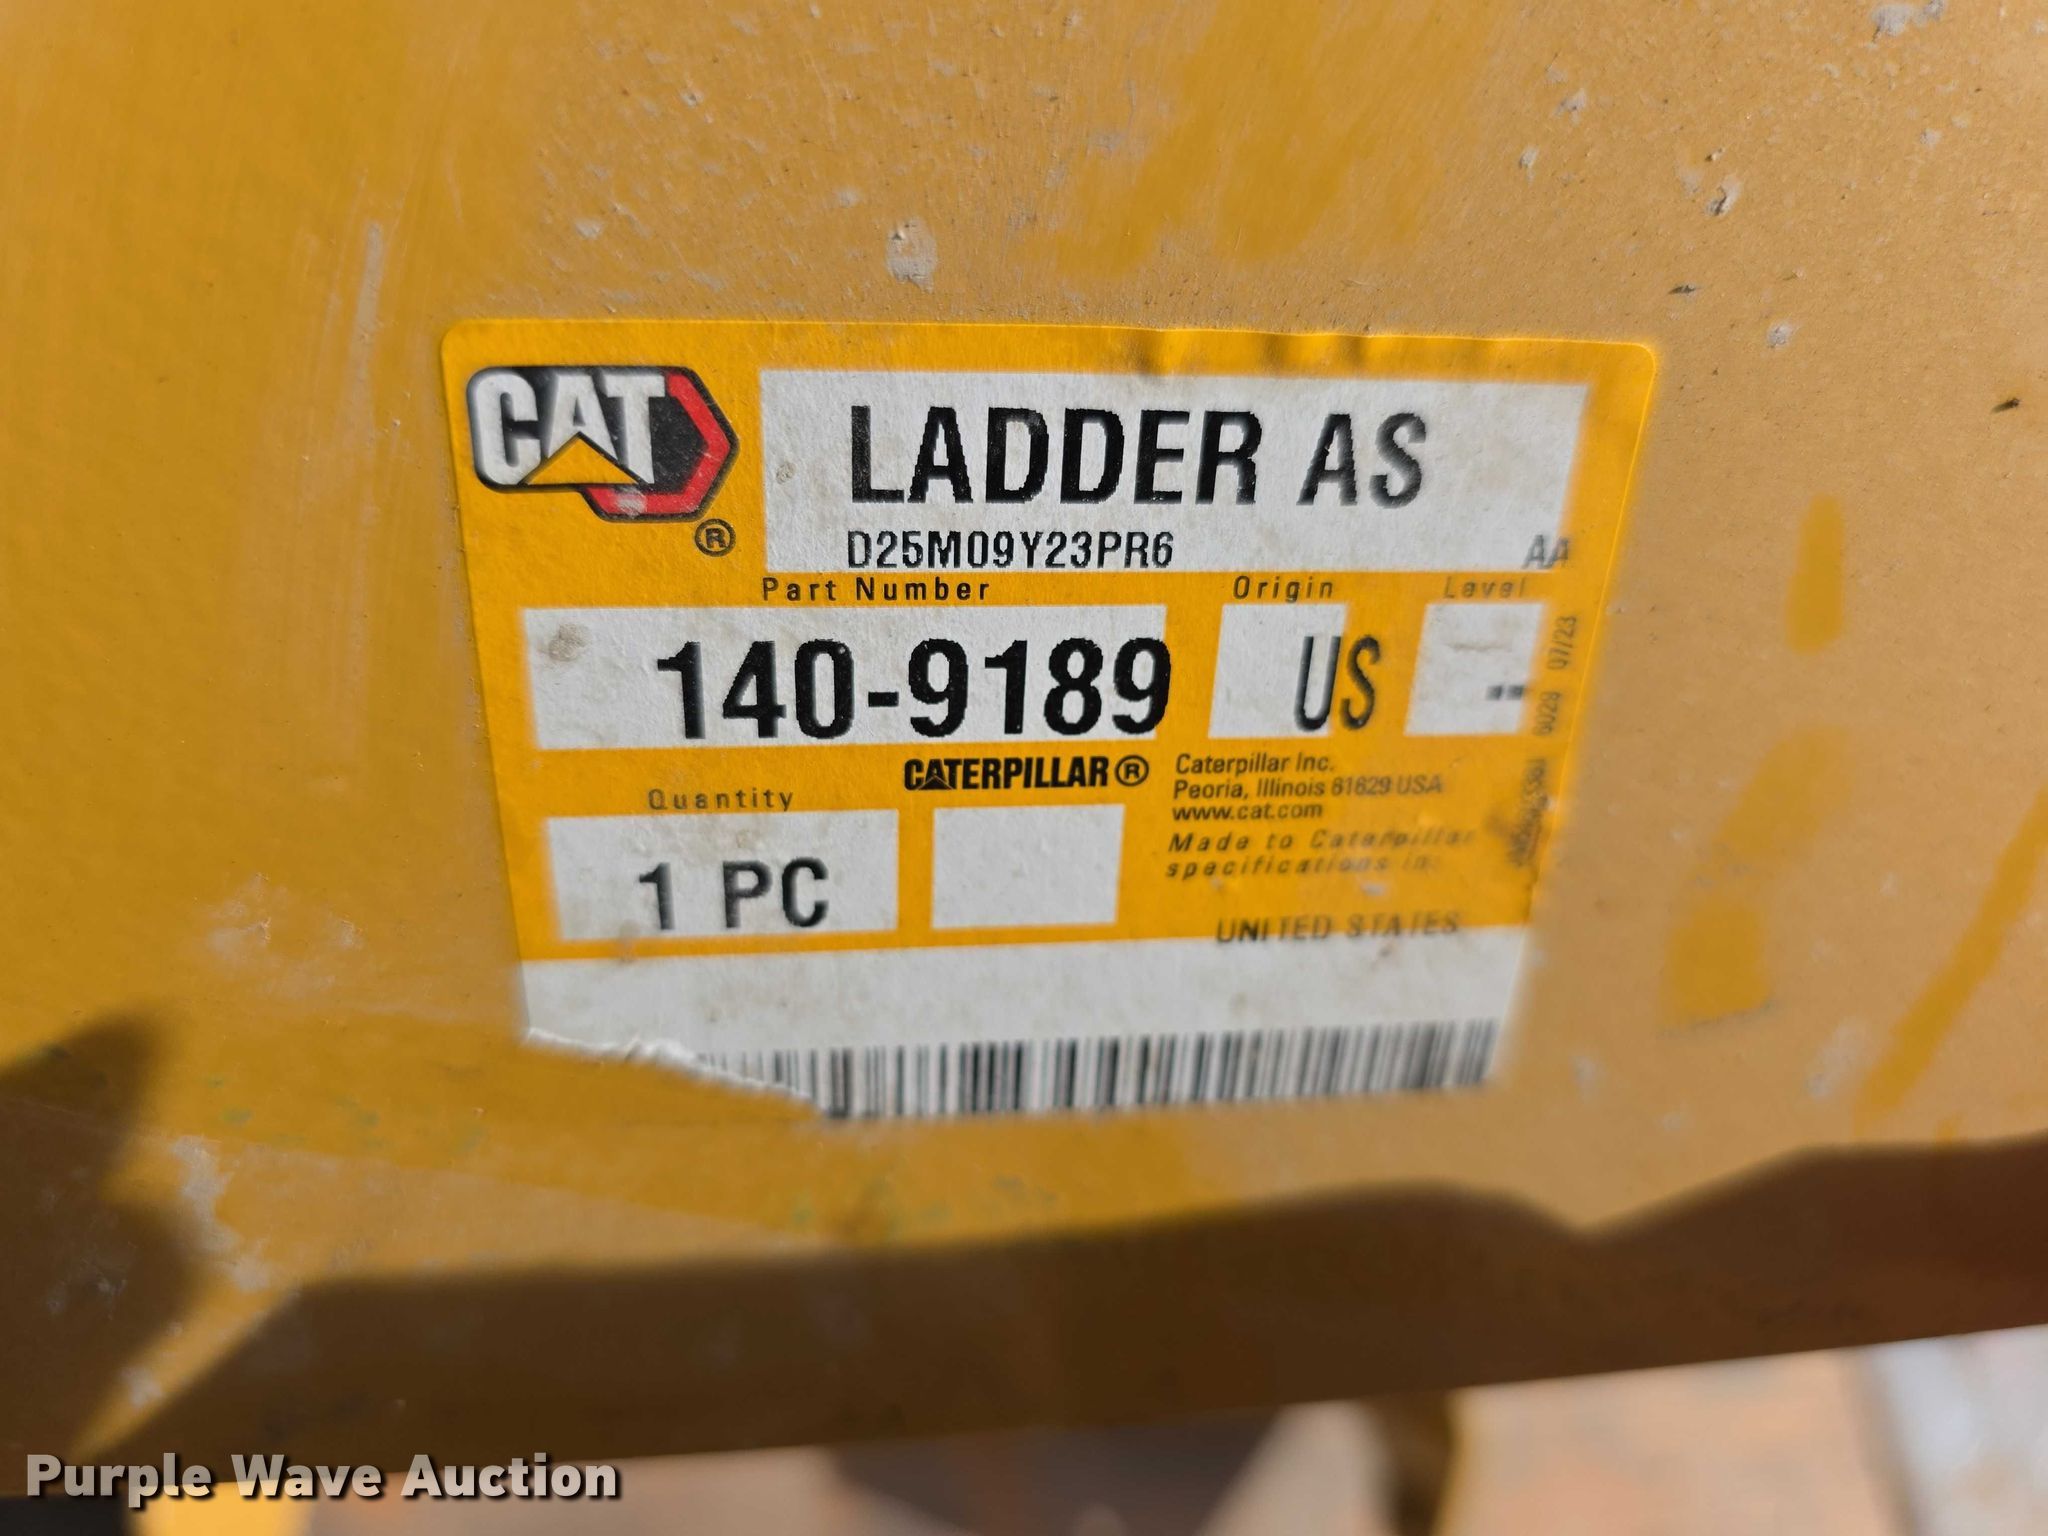 CAT
®
LADDER AS
D25M09Y23PR6
AA
Part Number
Origin
Level
140-9189
US
--
07/23
6029
CATERPILLAR®
Caterpillar Inc.
Peoria, Illinois 61629 USA
www.cat.com
Made to Caterpillar
specifications in:
UNITED STATES
Quantity
1 PC
Purple Wave Auction